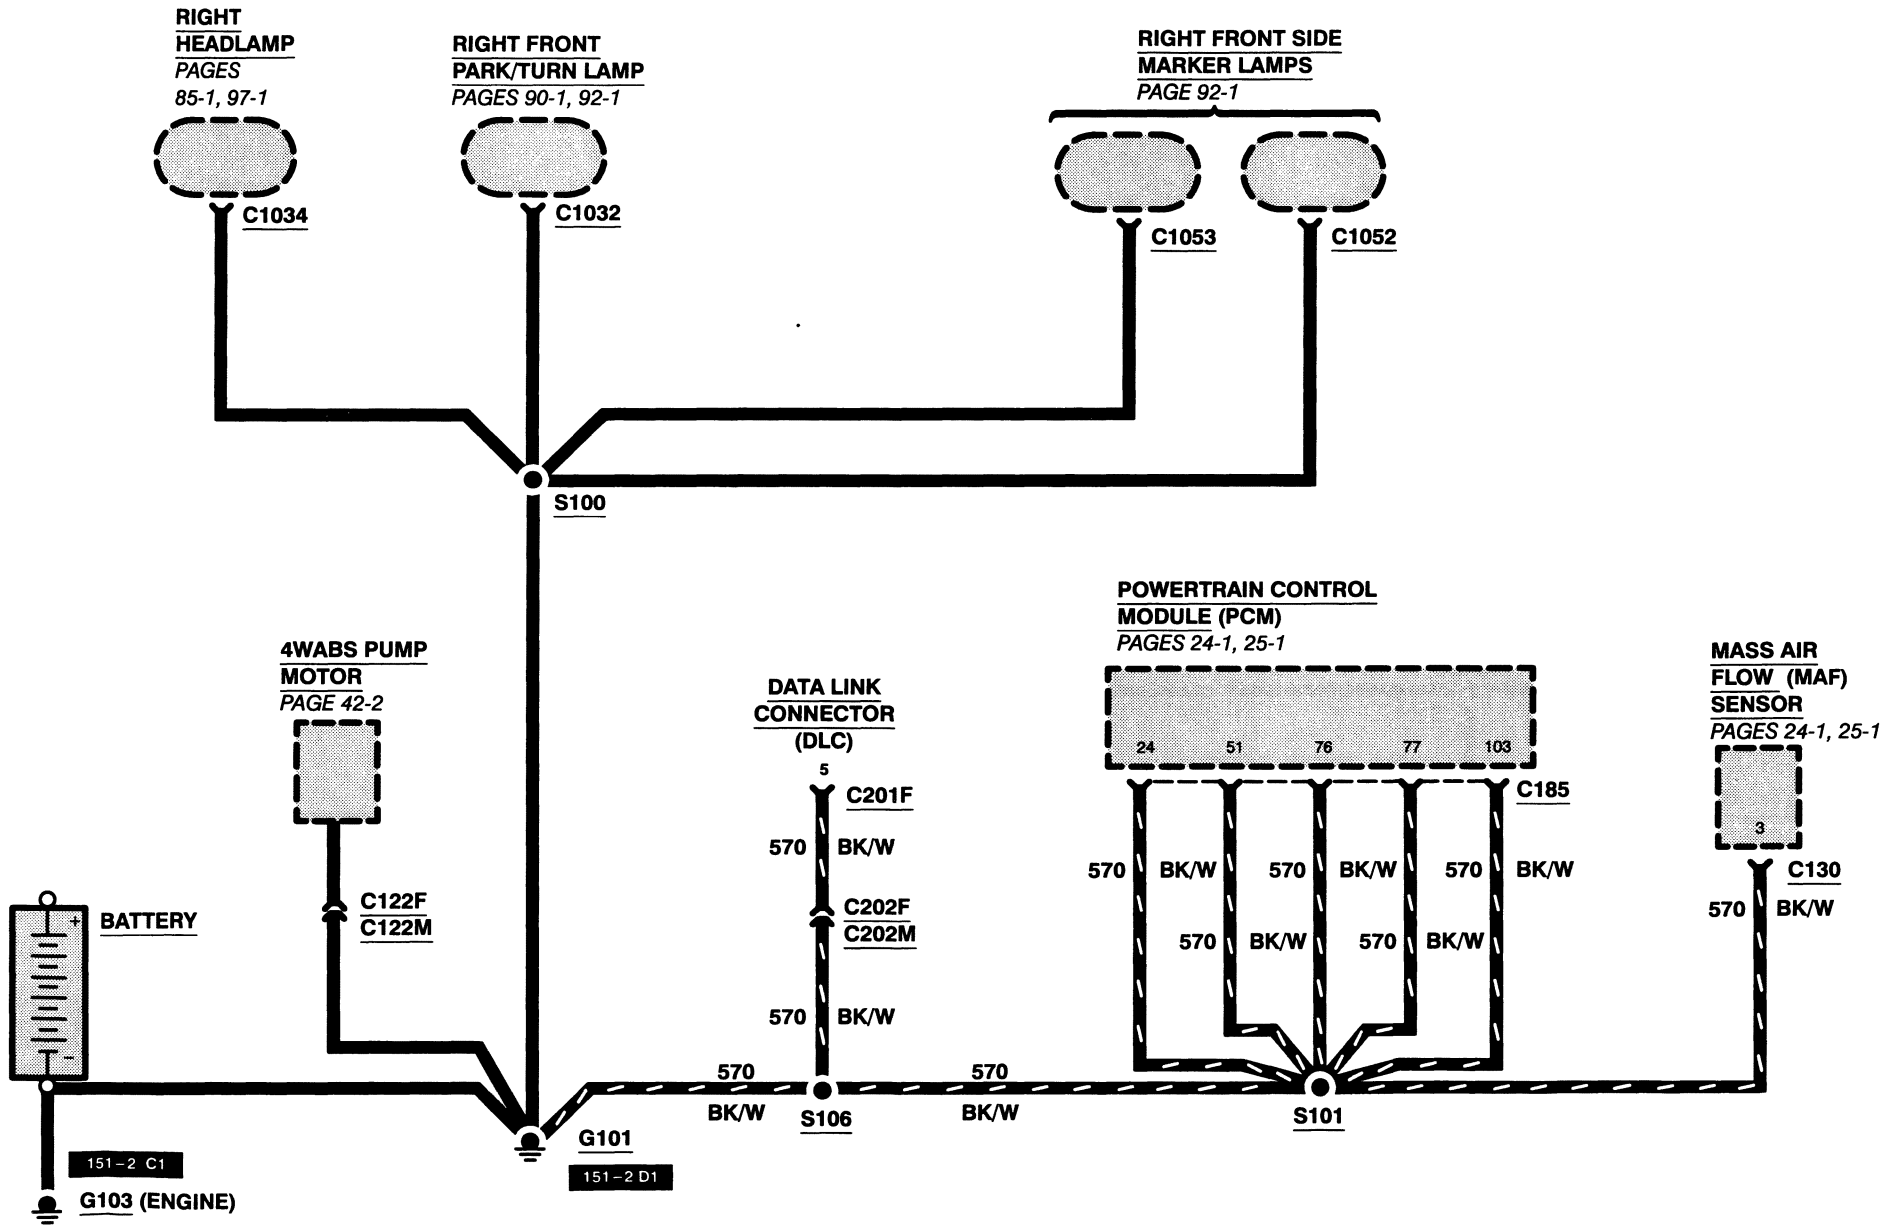 RIGHT
HEADLAMP
PAGES
85-1, 97-1
RIGHT FRONT
PARK/TURN LAMP
PAGES 90-1, 92-1
RIGHT FRONT SIDE
MARKER LAMPS
PAGE 92-1
C1034
C1032
C1053
C1052
S100
4WABS PUMP
MOTOR
PAGE 42-2
DATA LINK
CONNECTOR
(DLC)
5
POWERTRAIN CONTROL
MODULE (PCM)
PAGES 24-1, 25-1
24 51 76 77 103
MASS AIR
FLOW (MAF)
SENSOR
PAGES 24-1, 25-1
3
C201F
C185
570 BK/W
570 BK/W 570 BK/W 570 BK/W
C130
570 BK/W
C122F
C122M
C202F
C202M
570 BK/W 570 BK/W
BATTERY
+
-
570 BK/W
570
BK/W
S106
570
BK/W
S101
G101
151-2 D1
151-2 C1
G103 (ENGINE)